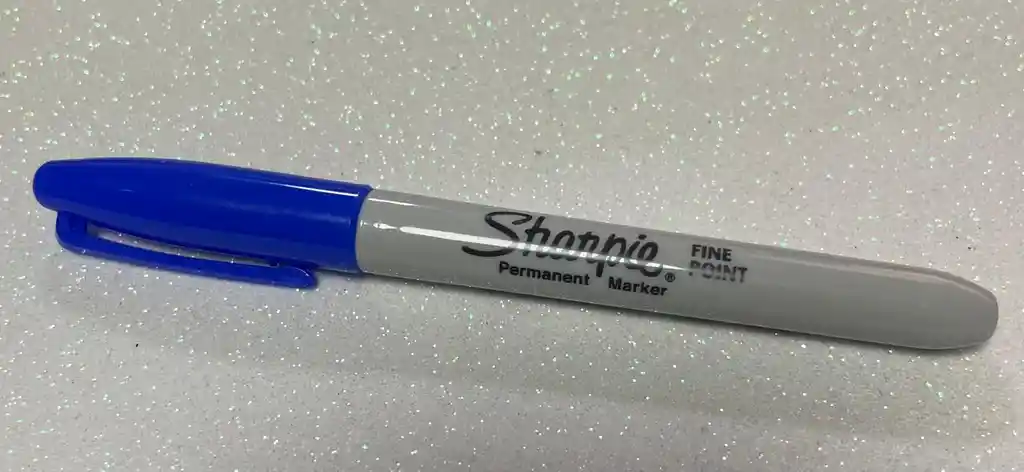 Sharpie®
Permanent Marker
FINE
POINT